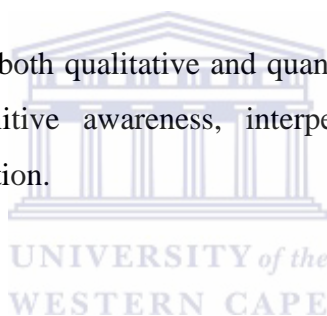 both qualitative and quan
itive awareness, interpe
tion.
UNIVERSITY of the
WESTERN CAPE